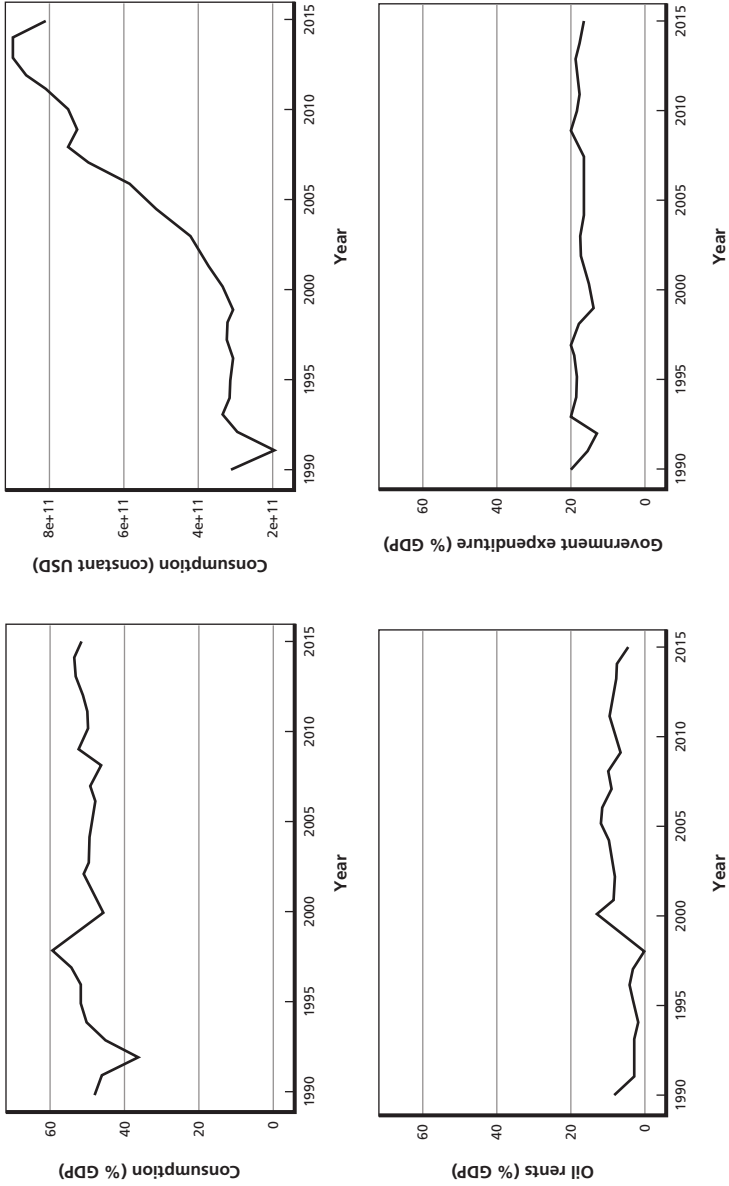 Consumption (% GDP)
60
40
20
0
1990 1995 2000 2005 2010 2015
Year
Consumption (constant USD)
8e+11
6e+11
4e+11
2e+11
1990 1995 2000 2005 2010 2015
Year
Oil rents (% GDP)
60
40
20
0
1990 1995 2000 2005 2010 2015
Year
Government expenditure (% GDP)
60
40
20
0
1990 1995 2000 2005 2010 2015
Year